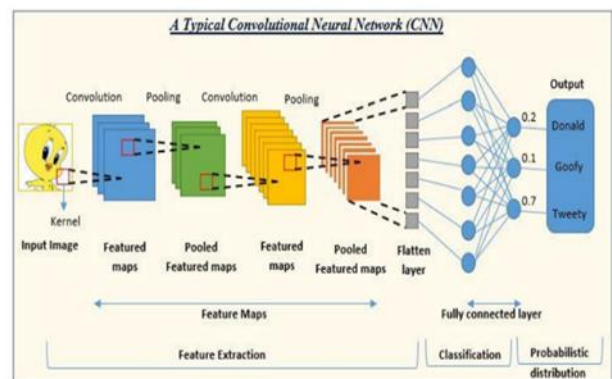 A Typical Convolutional Neural Network (CNN)
Convolution
Pooling
Convolution
Pooling
Output
0.2
Donald
0.1
Goofy
0.7
Tweety
Kernel
Input Image
Featured
maps
Pooled
Featured maps
Featured
maps
Pooled
Featured maps
Flatten
layer
Feature Maps
Fully connected layer
Feature Extraction
Classification
Probabilistic
distribution